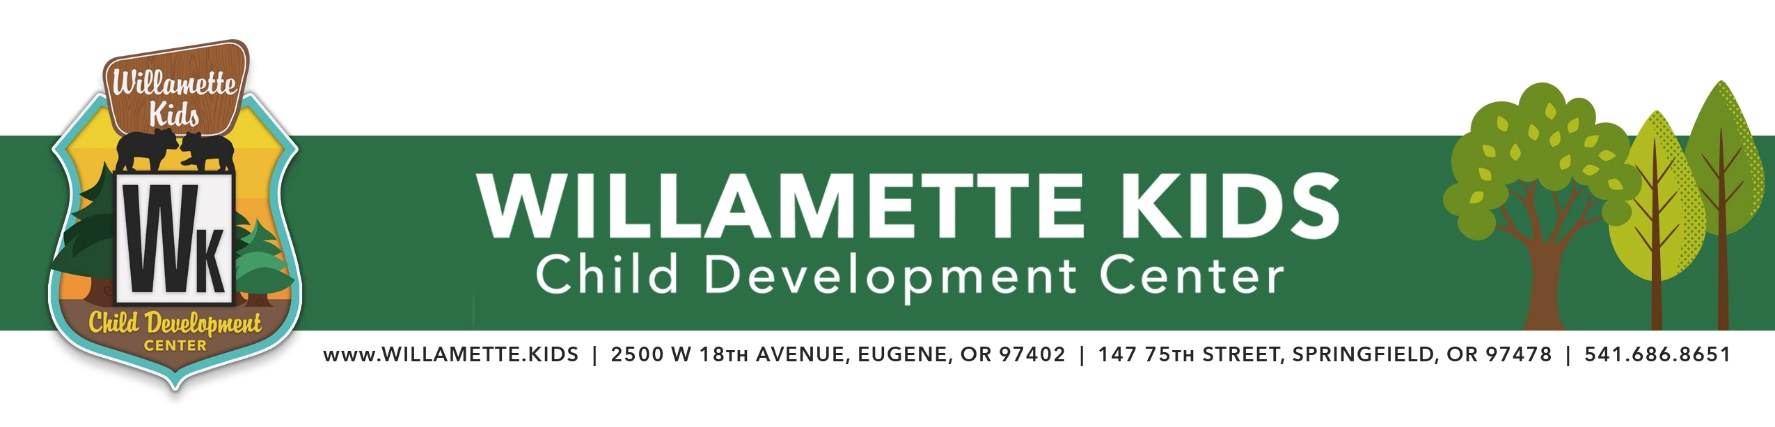 Willamette
Kids
WK
Child Development
CENTER
WILLAMETTE KIDS
Child Development Center
www.WILLAMETTE.KIDS | 2500 W 18TH AVENUE, EUGENE, OR 97402 | 147 75TH STREET, SPRINGFIELD, OR 97478 | 541.686.8651